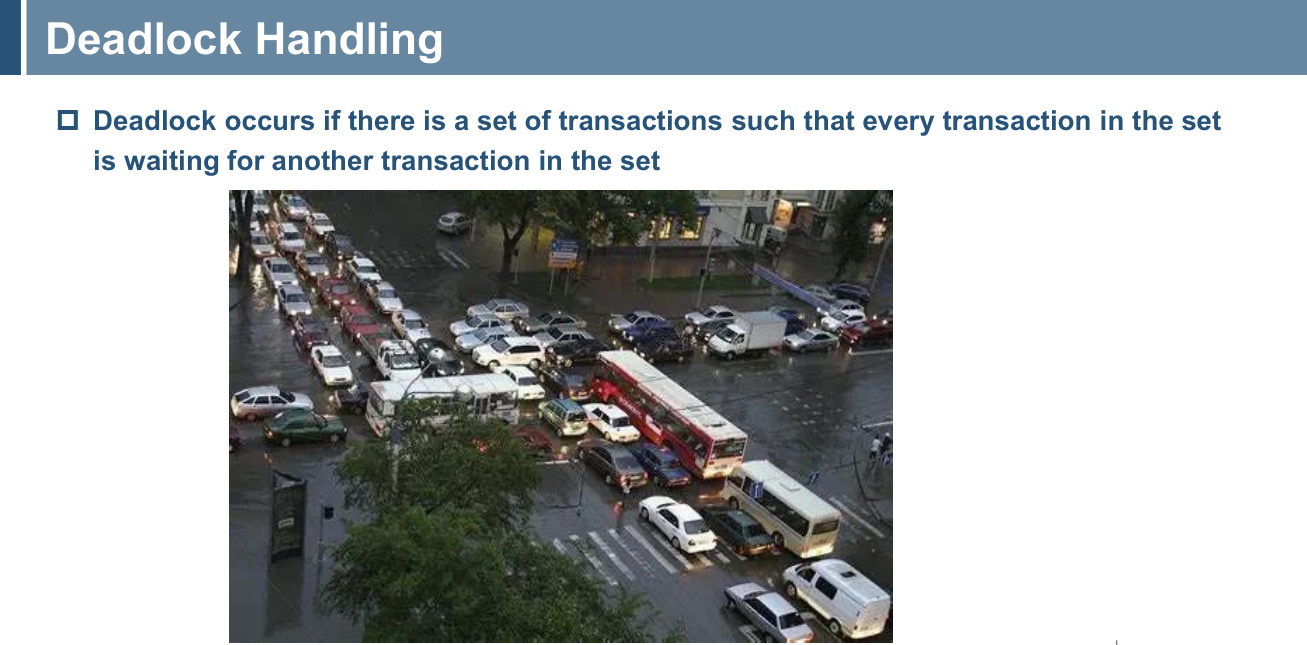 Deadlock Handling
Deadlock occurs if there is a set of transactions such that every transaction in the set
is waiting for another transaction in the set